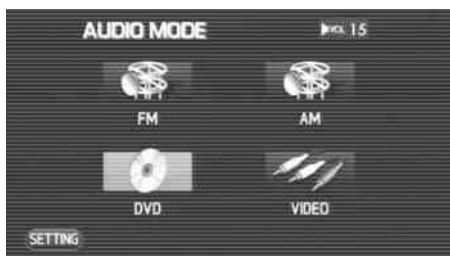 AUDIO MODE
VOL 15
FM
AM
DVD
VIDEO
SETTING